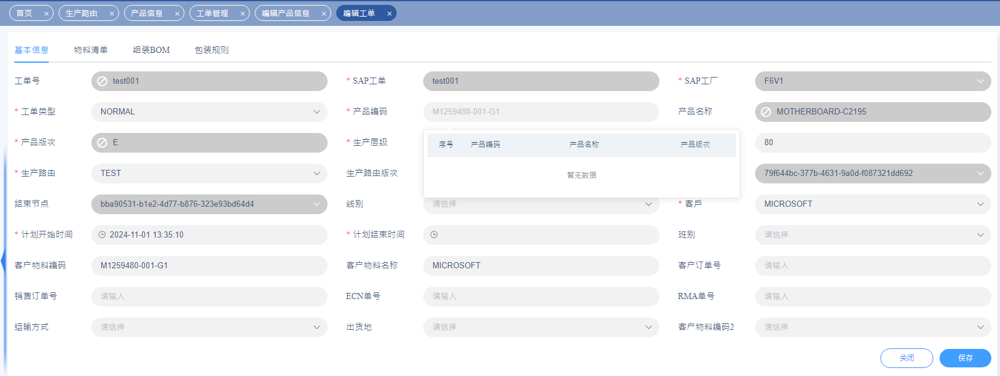 首页 × 生产路由 × 产品信息 × 工单管理 × 编辑产品信息 × 编辑工单 ×
基本信息 物料清单 组装BOM 包装规则
工单号 test001 * SAP工单 test001 * SAP工厂 F6V1
* 工单类型 NORMAL * 产品编码 M1259480-001-G1 产品名称 MOTHERBOARD-C2195
* 产品版次 E * 生产层级 80
序号 产品编码 产品名称 产品版次
* 生产路由 TEST 生产路由版次 79f644bc-377b-4631-9a0d-f087321dd692
暂无数据
结束节点 bba90531-b1e2-4d77-b876-323e93bd64d4 线别 请选择 * 客戶 MICROSOFT
* 计划开始时间 2024-11-01 13:35:10 * 计划结束时间 班别 请选择
客户物料编码 M1259480-001-G1 客户物料名称 MICROSOFT 客户订单号 请输入
销售订单号 请输入 ECN单号 请输入 RMA单号 请输入
运输方式 请选择 出货地 请选择 客户物料编码2 请选择
关闭 保存